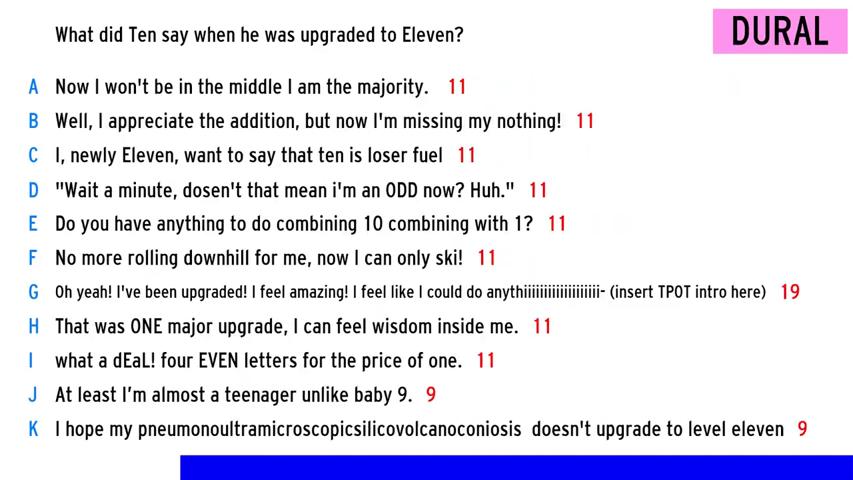 What did Ten say when he was upgraded to Eleven?
DURAL
A Now I won't be in the middle I am the majority. 11
B Well, I appreciate the addition, but now I'm missing my nothing! 11
C I, newly Eleven, want to say that ten is loser fuel 11
D "Wait a minute, dosen't that mean i'm an ODD now? Huh." 11
E Do you have anything to do combining 10 combining with 1? 11
F No more rolling downhill for me, now I can only ski! 11
G Oh yeah! I've been upgraded! I feel amazing! I feel like I could do anythiiiiiiiiiiiiiiiiiii- (insert TPOT intro here) 19
H That was ONE major upgrade, I can feel wisdom inside me. 11
I what a dEaL! four EVEN letters for the price of one. 11
J At least I’m almost a teenager unlike baby 9. 9
K I hope my pneumonoultramicroscopicsilicovolcanoconiosis doesn't upgrade to level eleven 9